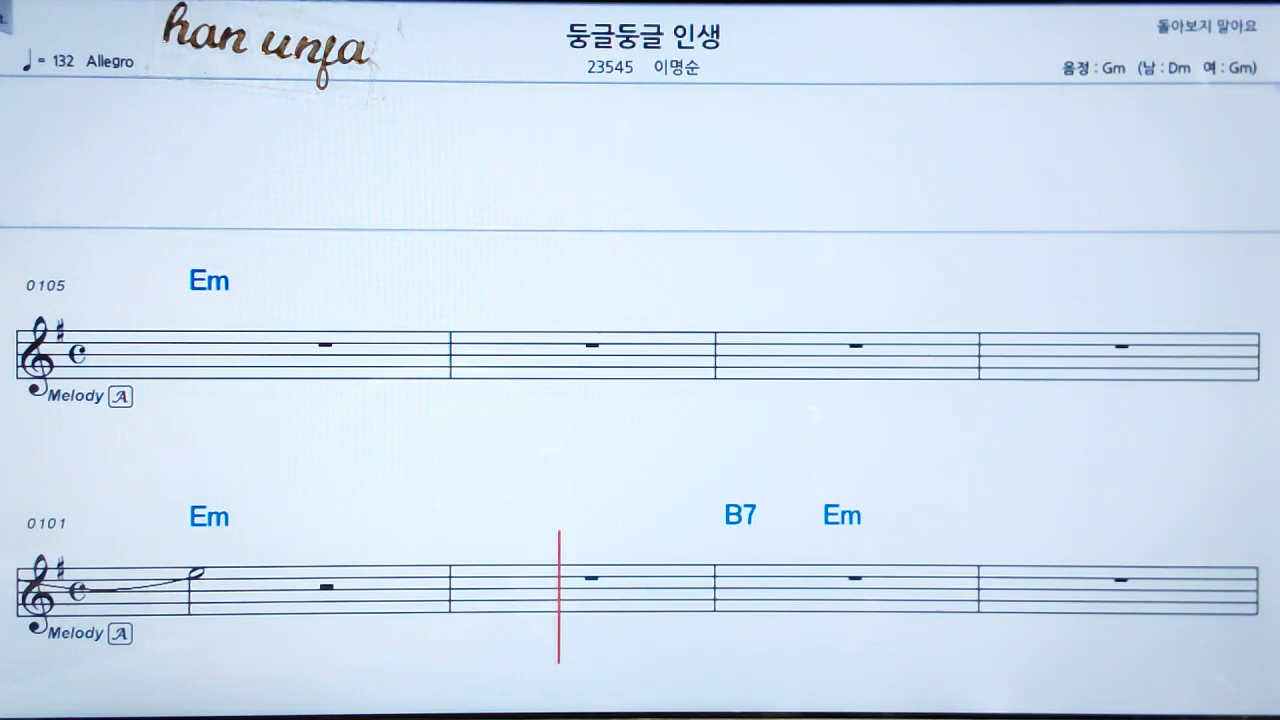 han unfa
둥글둥글 인생
돌아보지 말아요
♩= 132 Allegro
23545 이명순
음정 : Gm (남 : Dm 여 : Gm)
0105 Em
Melody A
0101 Em B7 Em
Melody A